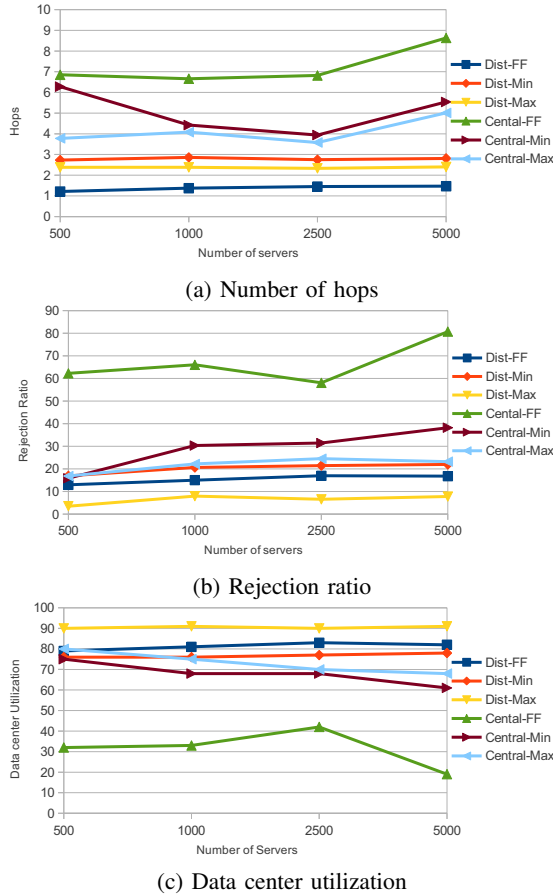 10
9
8
7
6
5
4
3
2
1
0
Hops
500
1000
2500
5000
Number of servers
Dist-FF
Dist-Min
Dist-Max
Cental-FF
Central-Min
Central-Max
(a) Number of hops
90
80
70
60
50
40
30
20
10
0
Rejection Ratio
500
1000
2500
5000
Number of servers
Dist-FF
Dist-Min
Dist-Max
Cental-FF
Central-Min
Central-Max
(b) Rejection ratio
100
90
80
70
60
50
40
30
20
10
0
Data center Utilization
500
1000
2500
5000
Number of Servers
Dist-FF
Dist-Min
Dist-Max
Cental-FF
Central-Min
Central-Max
(c) Data center utilization